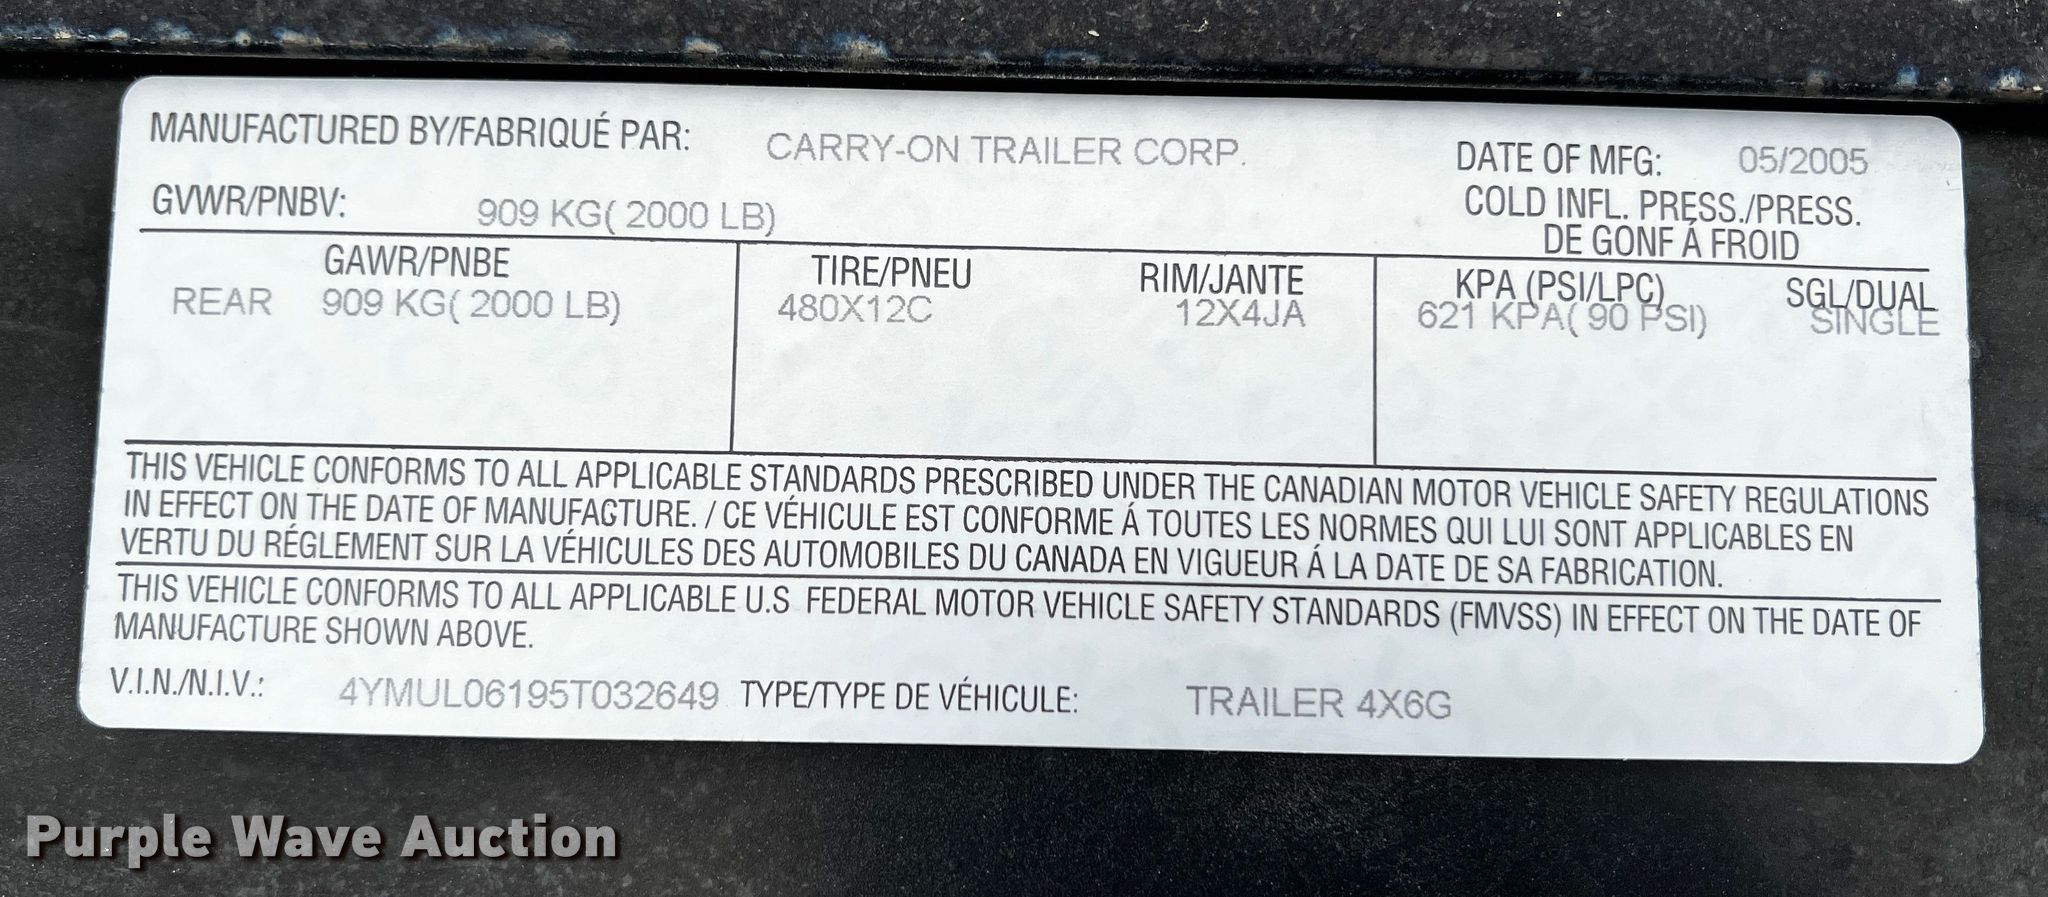 MANUFACTURED BY/FABRIQUÉ PAR: CARRY-ON TRAILER CORP. DATE OF MFG: 05/2005
GVWR/PNBV: 909 KG( 2000 LB) COLD INFL. PRESS./PRESS.
DE GONF Á FROID
GAWR/PNBE TIRE/PNEU RIM/JANTE KPA (PSI/LPC) SGL/DUAL
REAR 909 KG( 2000 LB) 480X12C 12X4JA 621 KPA( 90 PSI) SINGLE
THIS VEHICLE CONFORMS TO ALL APPLICABLE STANDARDS PRESCRIBED UNDER THE CANADIAN MOTOR VEHICLE SAFETY REGULATIONS
IN EFFECT ON THE DATE OF MANUFACTURE. / CE VÉHICULE EST CONFORME Á TOUTES LES NORMES QUI LUI SONT APPLICABLES EN
VERTU DU RÉGLEMENT SUR LA VÉHICULES DES AUTOMOBILES DU CANADA EN VIGUEUR Á LA DATE DE SA FABRICATION.
THIS VEHICLE CONFORMS TO ALL APPLICABLE U.S FEDERAL MOTOR VEHICLE SAFETY STANDARDS (FMVSS) IN EFFECT ON THE DATE OF
MANUFACTURE SHOWN ABOVE.
V.I.N./N.I.V.: 4YMUL06195T032649 TYPE/TYPE DE VÉHICULE: TRAILER 4X6G
Purple Wave Auction